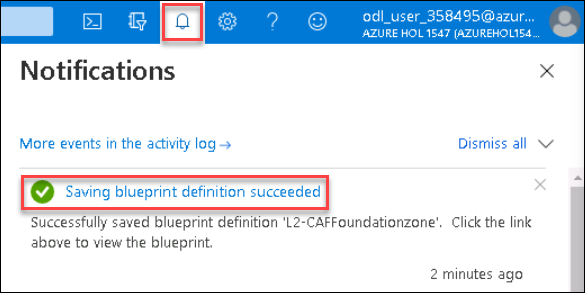 odl_user_358495@azur...
AZURE HOL 1547 (AZUREHOL154...
Notifications
More events in the activity log →
Dismiss all
Saving blueprint definition succeeded
Successfully saved blueprint definition 'L2-CAFFoundationzone'. Click the link
above to view the blueprint.
2 minutes ago